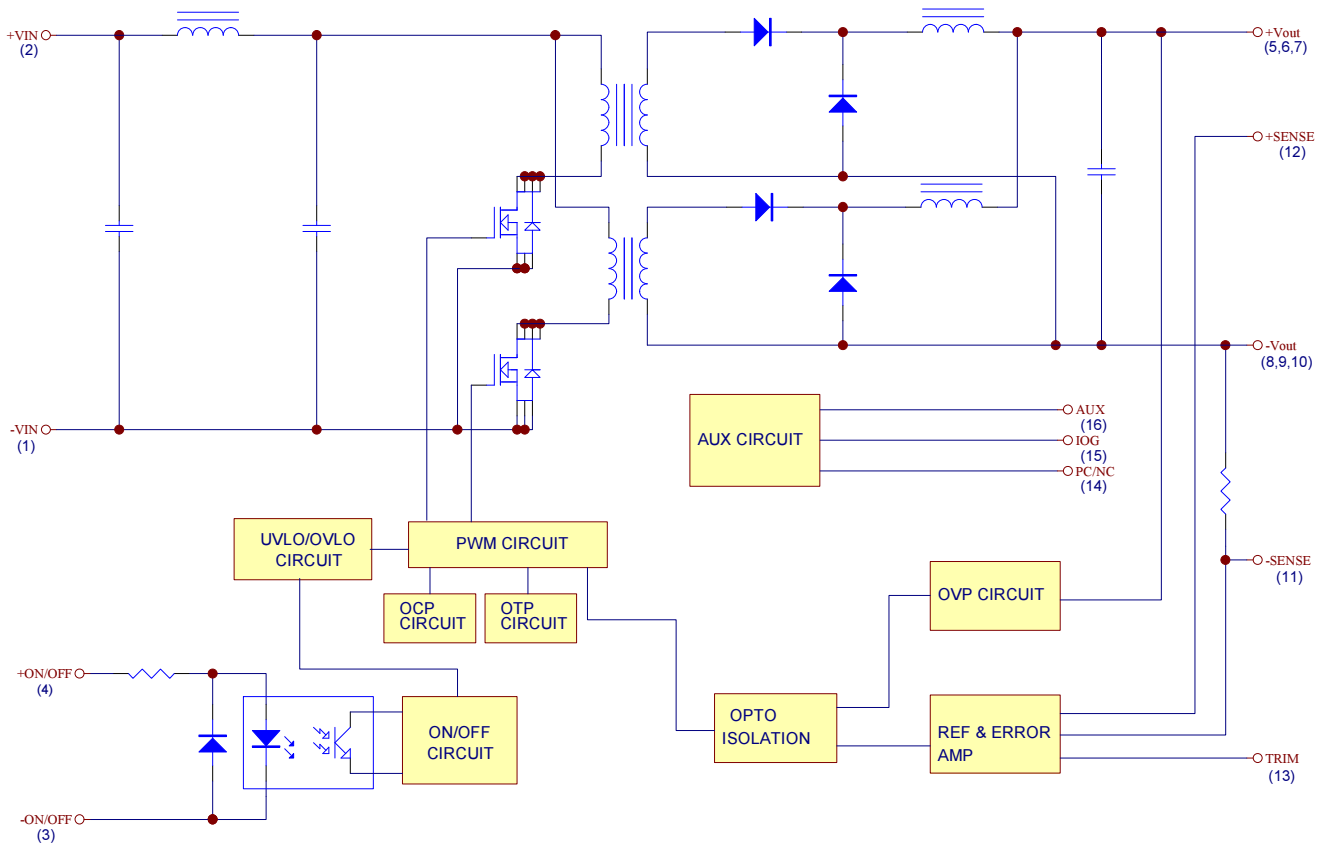 +VIN
(2)
+Vout
(5,6,7)
+SENSE
(12)
-Vout
(8,9,10)
-VIN
(1)
AUX CIRCUIT
AUX
(16)
IOG
(15)
PC/NC
(14)
UVLO/OVLO
CIRCUIT
PWM CIRCUIT
OCP
CIRCUIT
OTP
CIRCUIT
OVP CIRCUIT
-SENSE
(11)
+ON/OFF
(4)
ON/OFF
CIRCUIT
OPTO
ISOLATION
REF & ERROR
AMP
TRIM
(13)
-ON/OFF
(3)